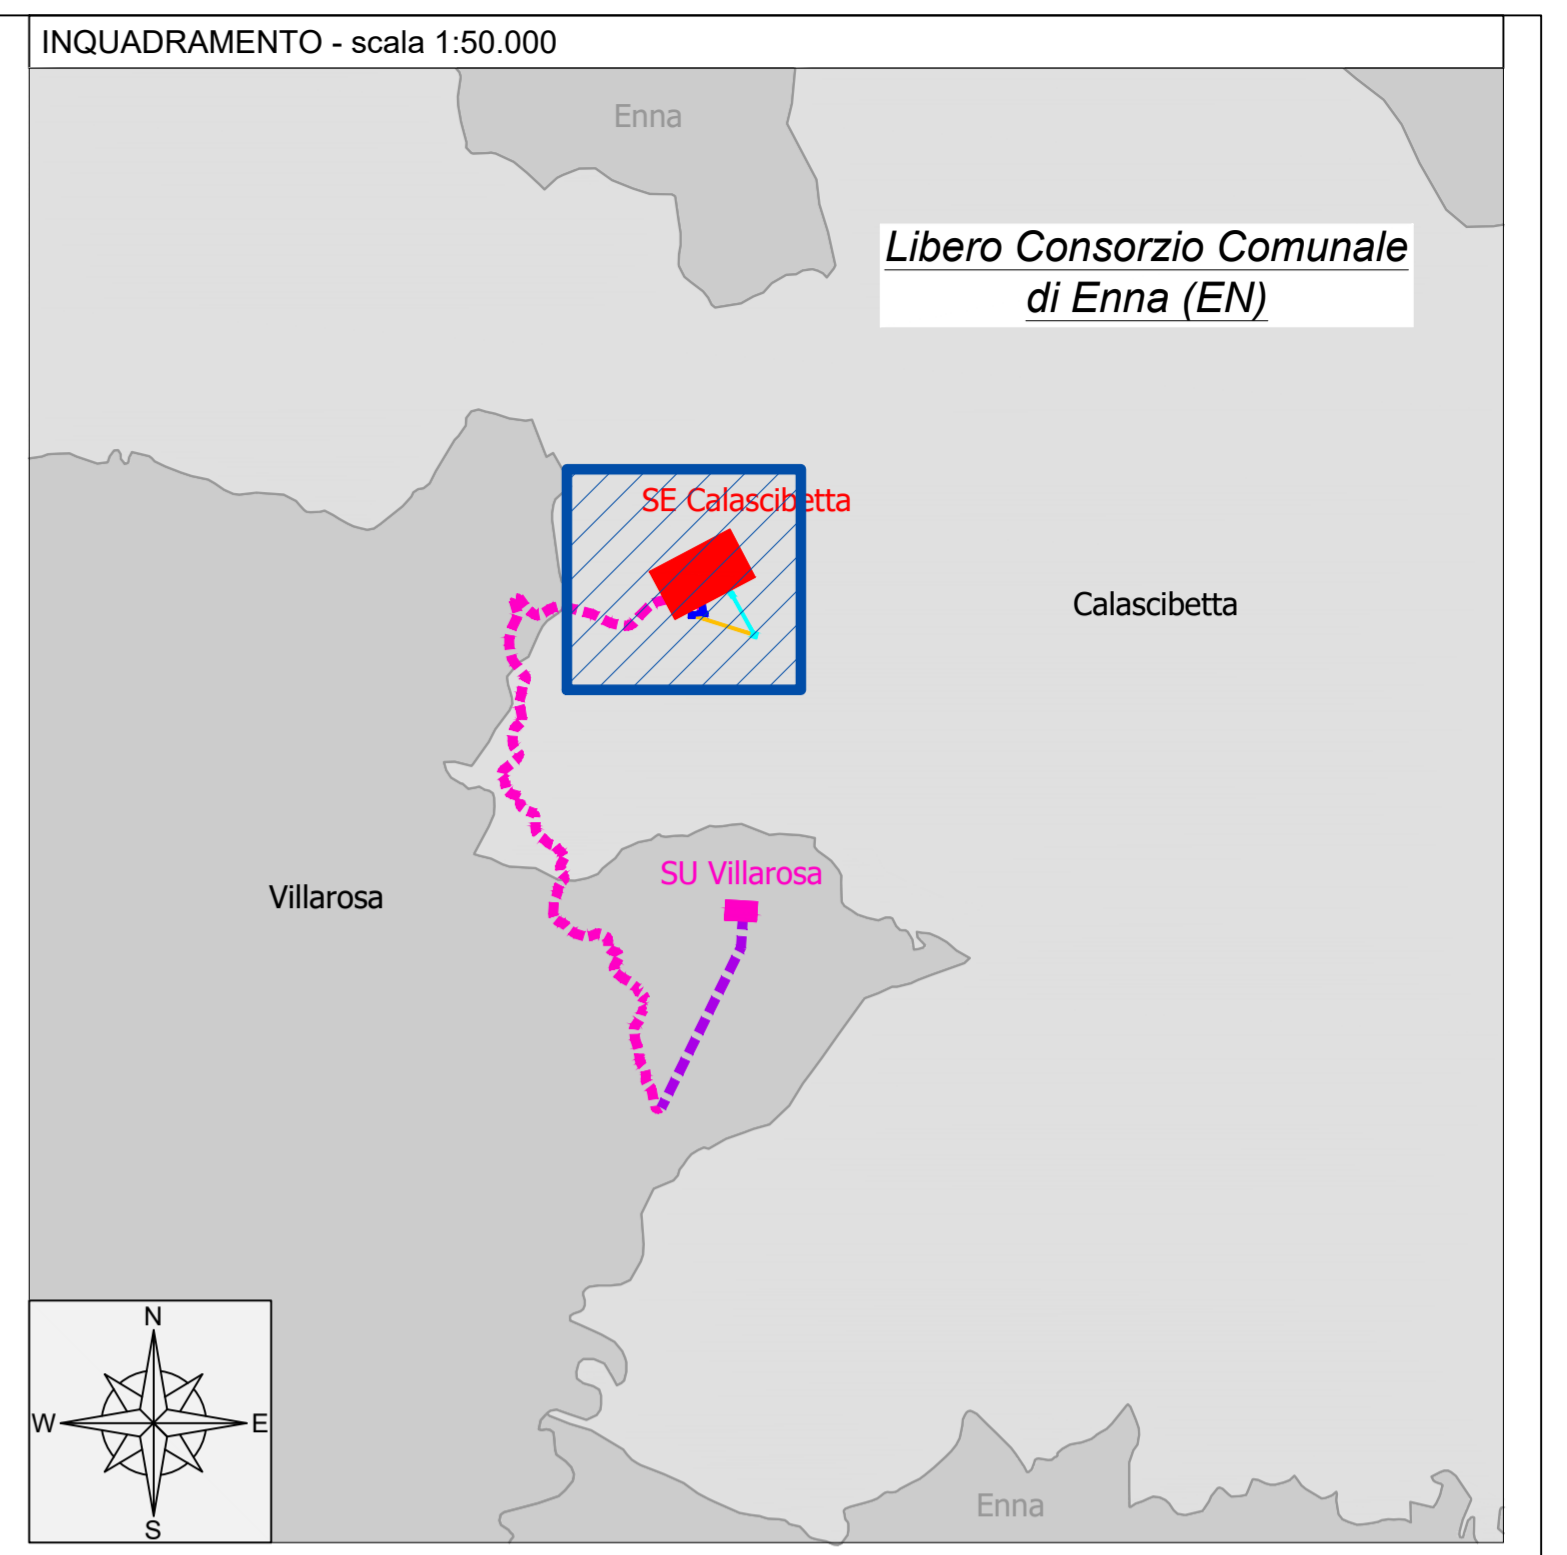 INQUADRAMENTO - scala 1:50.000
Enna
Libero Consorzio Comunale
di Enna (EN)
SE Calascibetta
Calascibetta
SU Villarosa
Villarosa
N
W
E
S
Enna